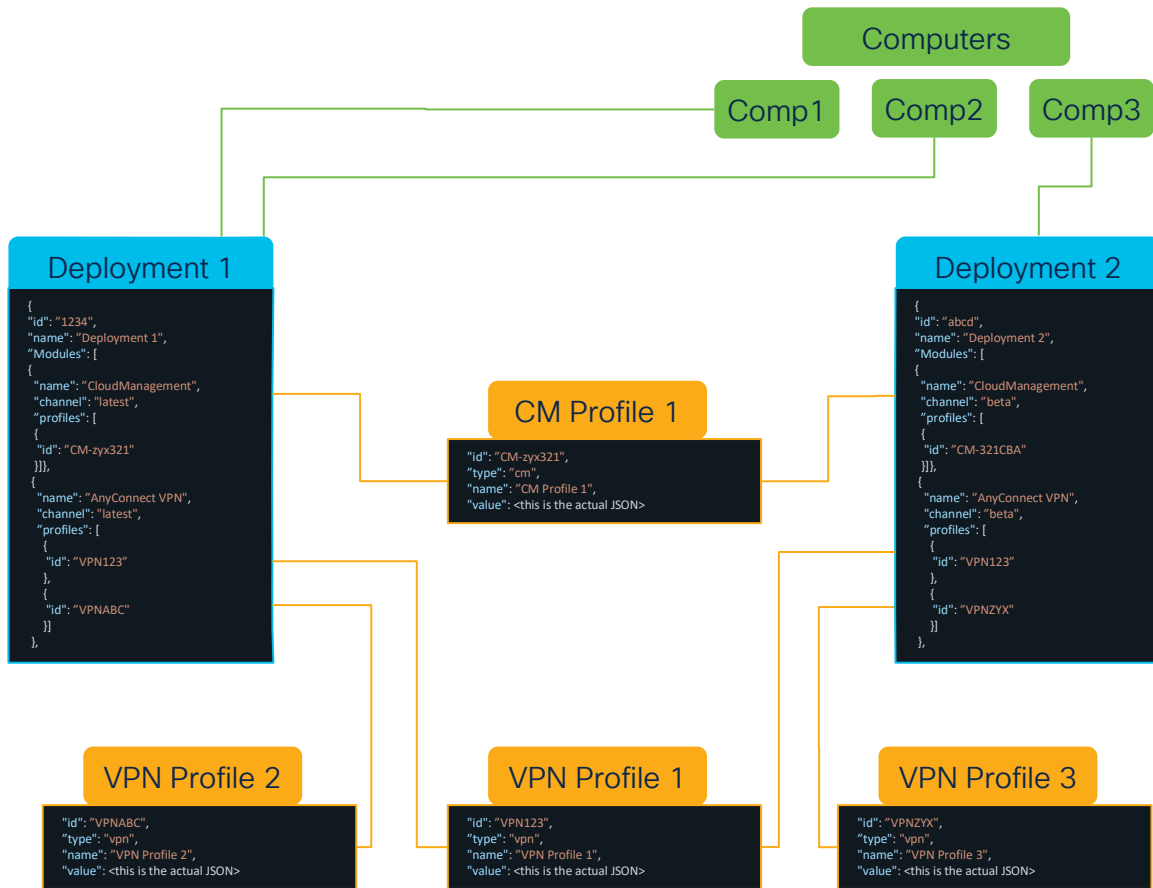 Computers
Comp1
Comp2
Comp3
Deployment 1
{
"id": "1234",
"name": "Deployment 1",
"Modules": [
{
"name": "CloudManagement",
"channel": "latest",
"profiles": [
{
"id": "CM-zyx321"
}]},
{
"name": "AnyConnect VPN",
"channel": "latest",
"profiles": [
{
"id": "VPN123"
},
{
"id": "VPNABC"
}]
},
Deployment 2
{
"id": "abcd",
"name": "Deployment 2",
"Modules": [
{
"name": "CloudManagement",
"channel": "beta",
"profiles": [
{
"id": "CM-321CBA"
}]},
{
"name": "AnyConnect VPN",
"channel": "beta",
"profiles": [
{
"id": "VPN123"
},
{
"id": "VPNZYX"
}]
},
CM Profile 1
"id": "CM-zyx321",
"type": "cm",
"name": "CM Profile 1",
"value": <this is the actual JSON>
VPN Profile 2
"id": "VPNABC",
"type": "vpn",
"name": "VPN Profile 2",
"value": <this is the actual JSON>
VPN Profile 1
"id": "VPN123",
"type": "vpn",
"name": "VPN Profile 1",
"value": <this is the actual JSON>
VPN Profile 3
"id": "VPNZYX",
"type": "vpn",
"name": "VPN Profile 3",
"value": <this is the actual JSON>